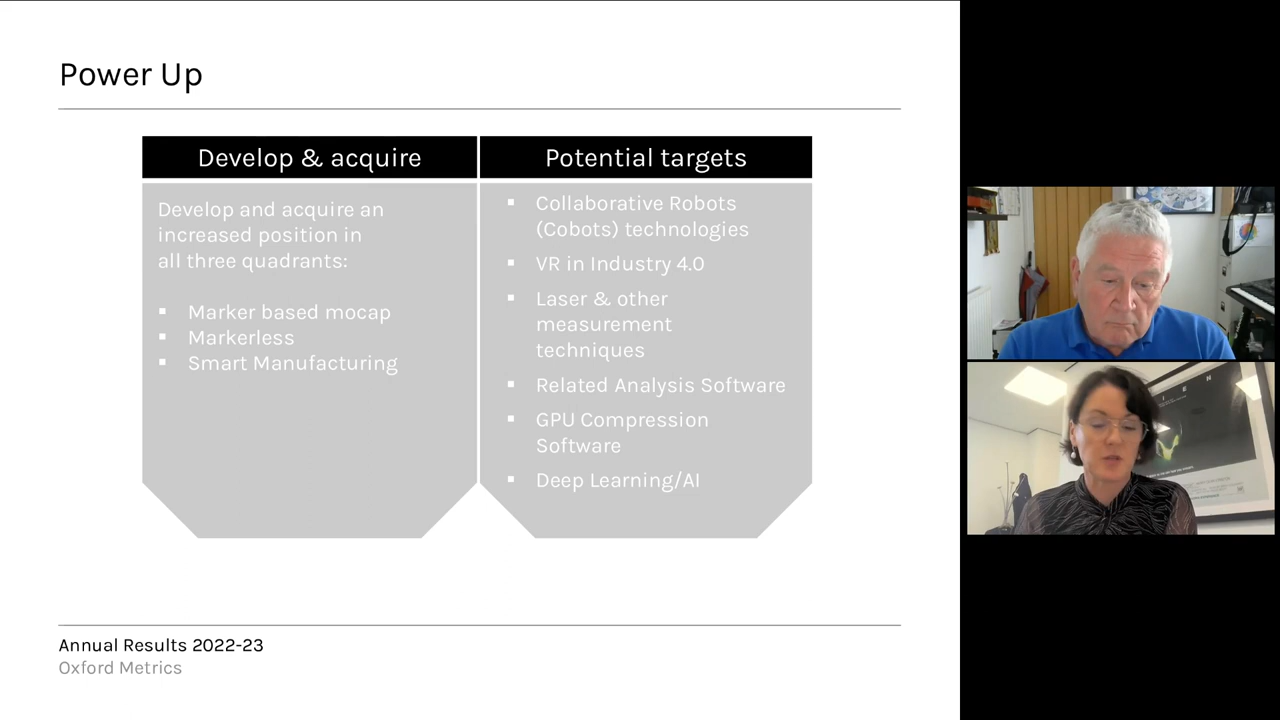 Power Up
Develop & acquire
Develop and acquire an
increased position in
all three quadrants:
▪ Marker based mocap
▪ Markerless
▪ Smart Manufacturing
Potential targets
▪ Collaborative Robots
(Cobots) technologies
▪ VR in Industry 4.0
▪ Laser & other
measurement
techniques
▪ Related Analysis Software
▪ GPU Compression
Software
▪ Deep Learning/AI
Annual Results 2022-23
Oxford Metrics
I E N